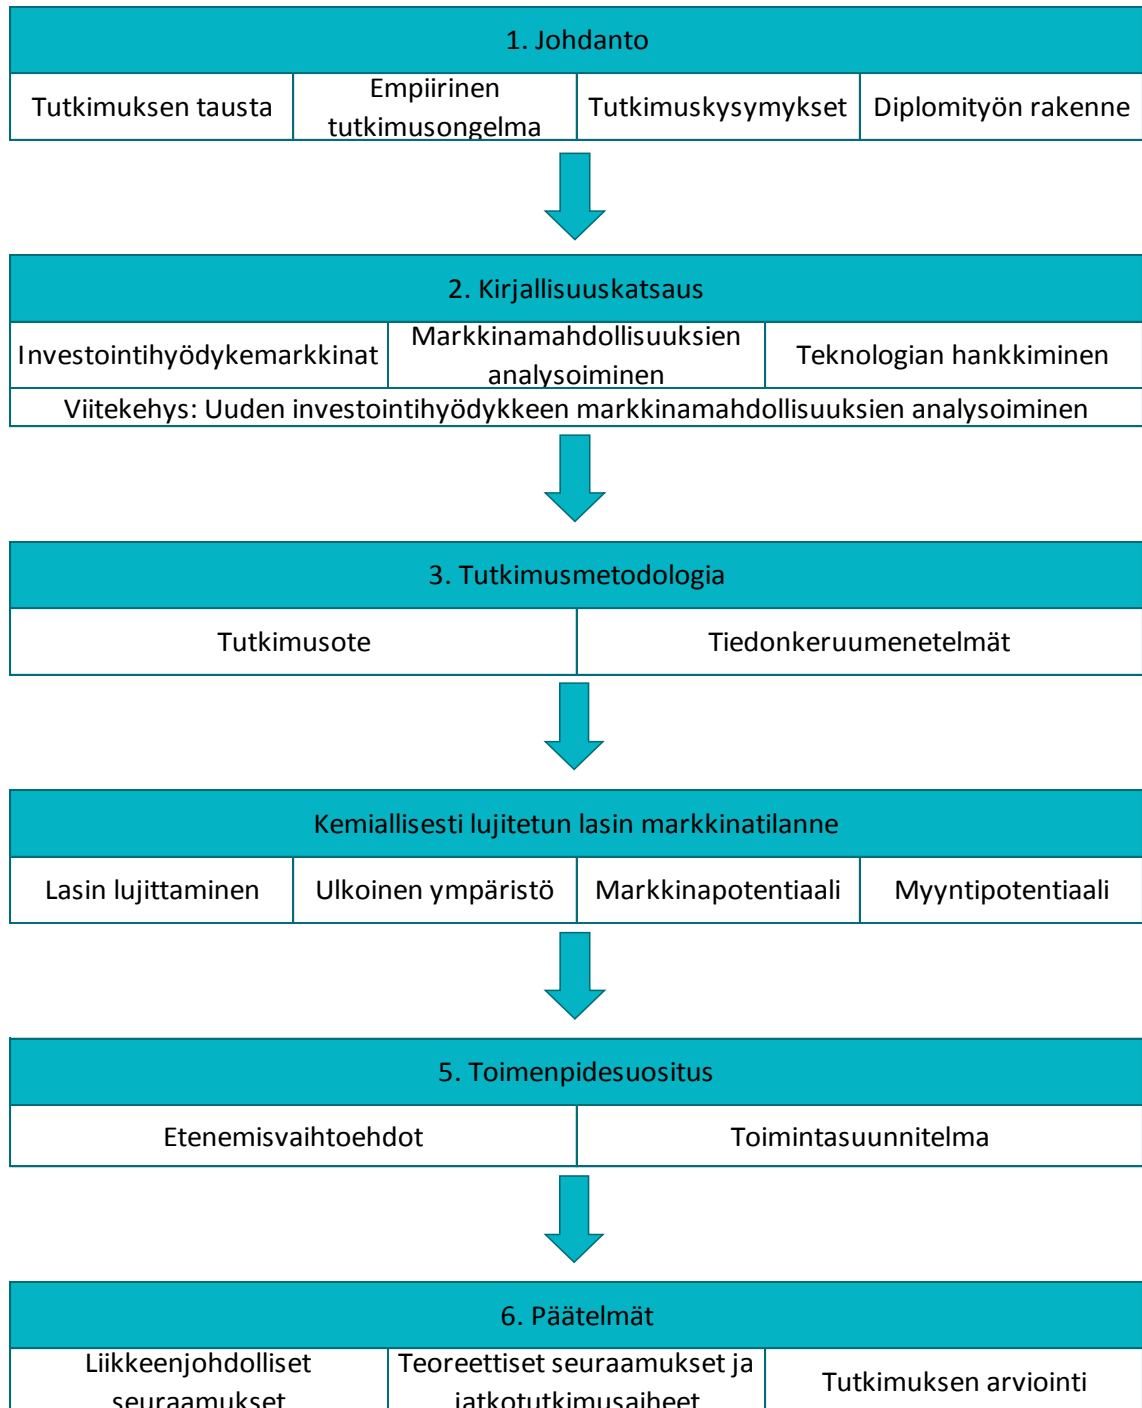 1. Johdanto
Tutkimuksen tausta
Empiirinen
tutkimusongelma
Tutkimuskysymykset
Diplomityön rakenne
2. Kirjallisuuskatsaus
Investointihyödykemarkkinat
Markkinamahdollisuuksien
analysoiminen
Teknologian hankkiminen
Viitekehys: Uuden investointihyödykkeen markkinamahdollisuuksien analysoiminen
3. Tutkimusmetodologia
Tutkimusote
Tiedonkeruumenetelmät
Kemiallisesti lujitetun lasin markkinatilanne
Lasin lujittaminen
Ulkoinen ympäristö
Markkinapotentiaali
Myyntipotentiaali
5. Toimenpidesuositus
Etenemisvaihtoehdot
Toimintasuunnitelma
6. Päätelmät
Liikkeenjohdolliset
seuraamukset
Teoreettiset seuraamukset ja
jatkotutkimusaiheet
Tutkimuksen arviointi